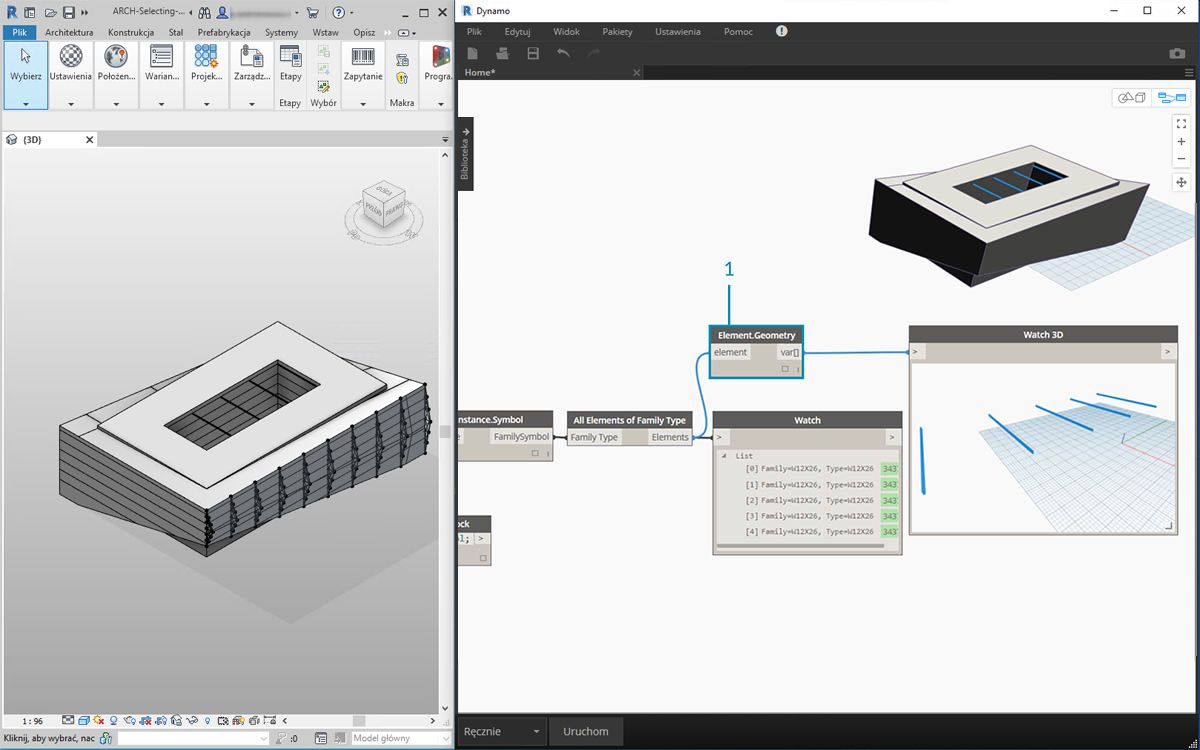 ARCH-Selecting-...
Plik Architektura Konstrukcja Stal Prefabrykacja Systemy Wstaw Opisz
Wybierz Ustawienia Położen... Warian... Projek... Zarządz... Etapy Zapytanie Progra
Etapy Wybór Makra
{3D}
1 : 96
Kliknij, aby wybrać, nac
:0
Model główny
Dynamo
Plik Edytuj Widok Pakiety Ustawienia Pomoc
Home*
Biblioteka
1
Element.Geometry
element var[]
Watch 3D
> >
nstance.Symbol
e FamilySymbol
All Elements of Family Type
Family Type Elements
Watch
> >
List
[0] Family=W12X26, Type=W12X26 343
[1] Family=W12X26, Type=W12X26 343
[2] Family=W12X26, Type=W12X26 343
[3] Family=W12X26, Type=W12X26 343
[4] Family=W12X26, Type=W12X26 343
ock
l; >
Ręcznie
Uruchom